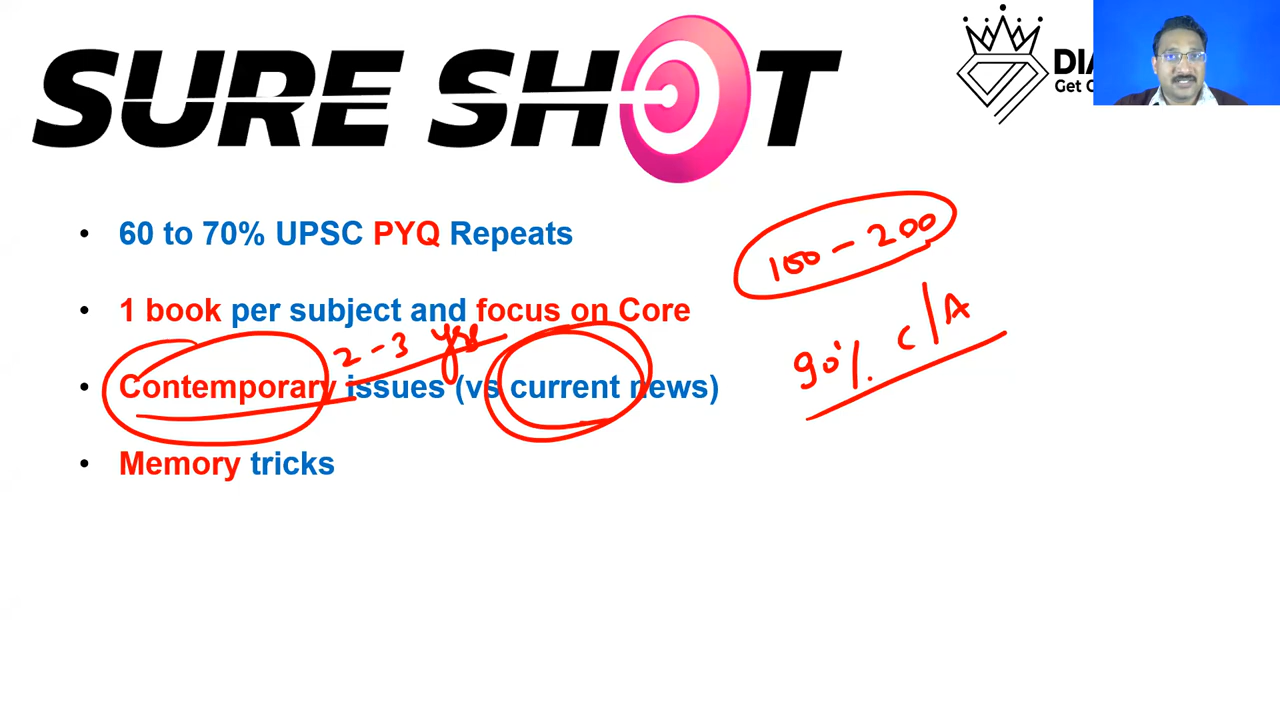 SURE SHOT
DIA
Get C
• 60 to 70% UPSC PYQ Repeats
100 - 200
• 1 book per subject and focus on Core
2 - 3 yrs
90% C/A
• Contemporary issues (vs current news)
• Memory tricks